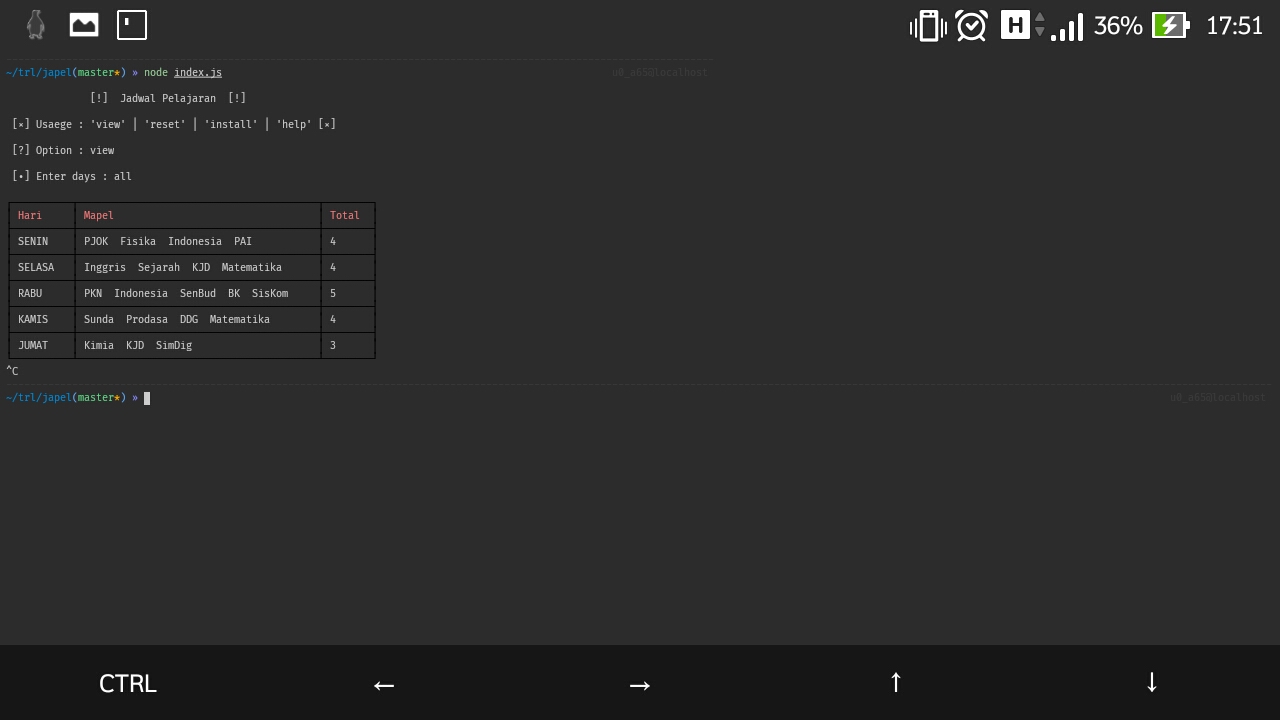 H 36% 17:51
~/trl/japel(master★) » node index.js u0_a65@localhost
[!] Jadwal Pelajaran [!]
[×] Usaege : 'view' | 'reset' | 'install' | 'help' [×]
[?] Option : view
[•] Enter days : all
Hari Mapel Total
SENIN PJOK Fisika Indonesia PAI 4
SELASA Inggris Sejarah KJD Matematika 4
RABU PKN Indonesia SenBud BK SisKom 5
KAMIS Sunda Prodasa DDG Matematika 4
JUMAT Kimia KJD SimDig 3
^C
~/trl/japel(master★) » u0_a65@localhost
CTRL ← → ↑ ↓